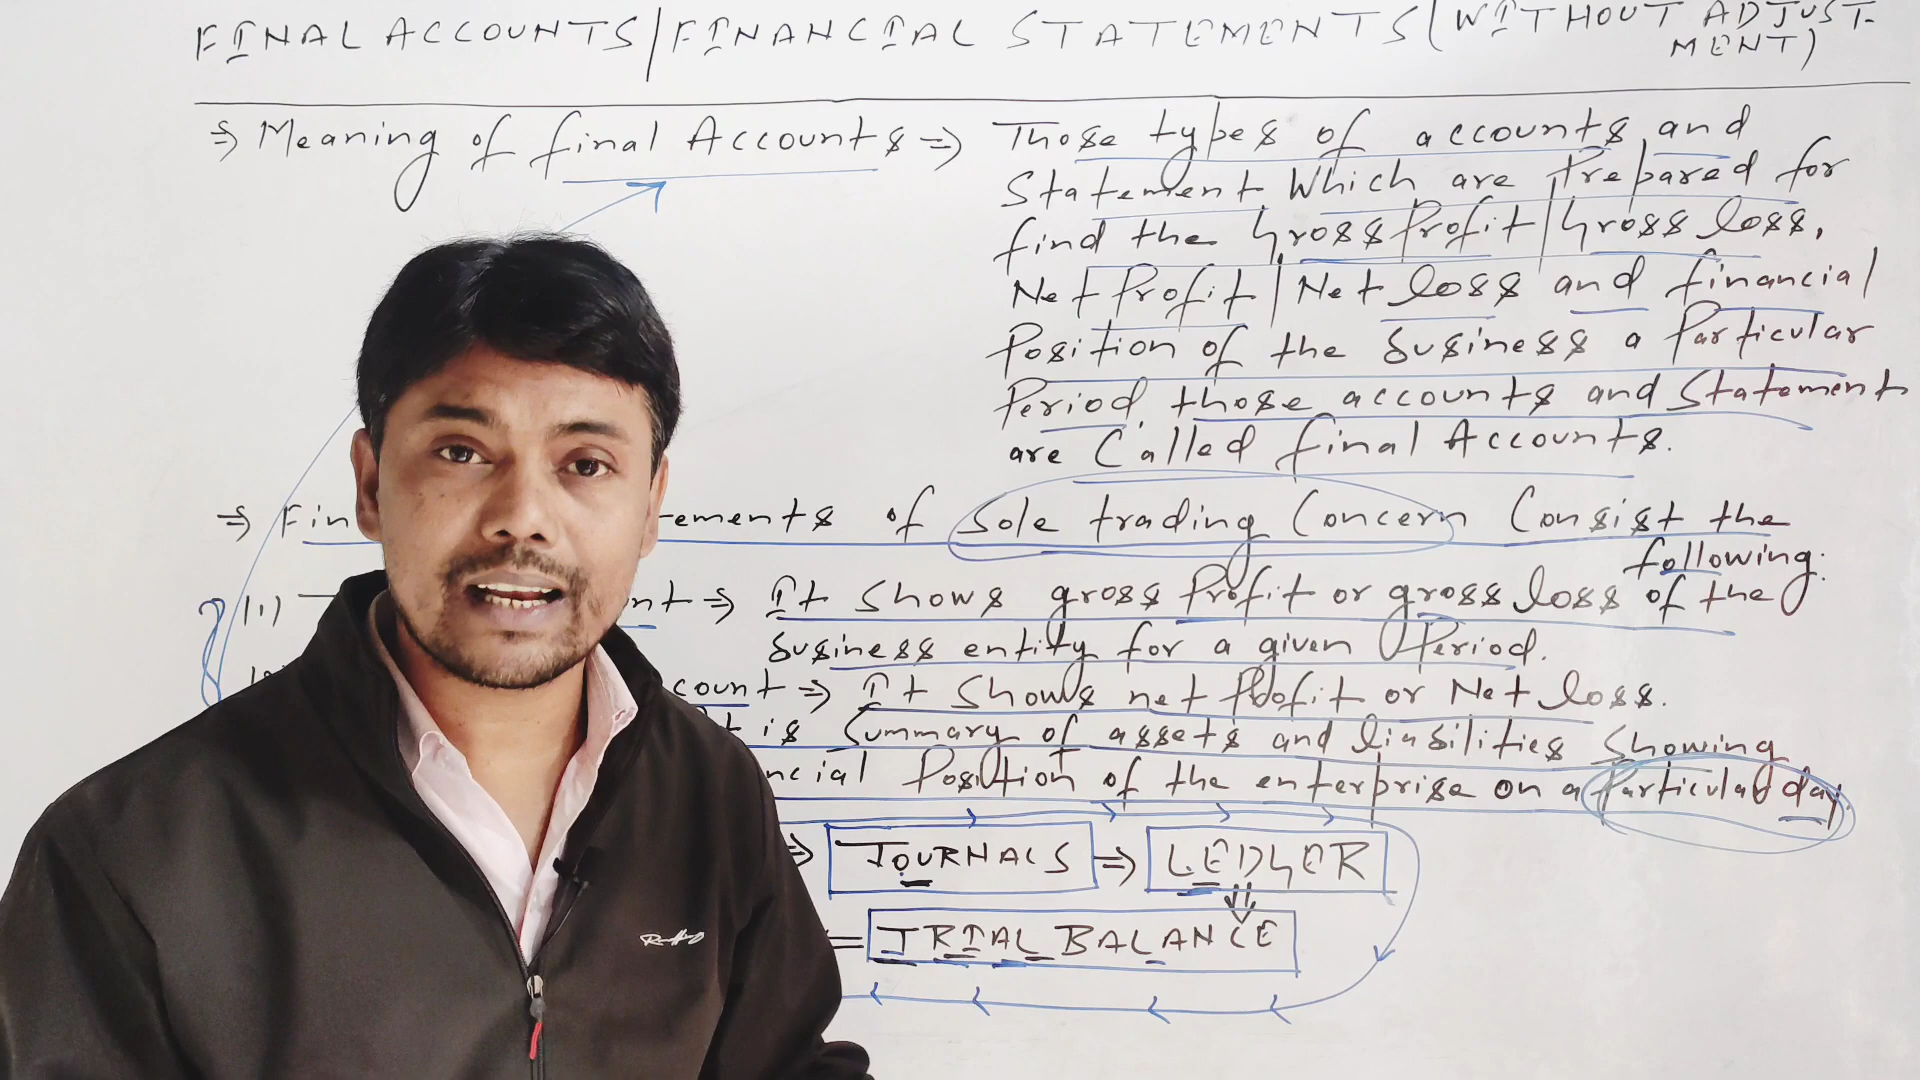 FINAL ACCOUNTS/FINANCIAL STATEMENTS (WITHOUT ADJUST-
MENT)
⇒ Meaning of final Accounts ⇒ Those types of accounts and
Statement Which are Prepared for
find the Gross Profit/Gross loss,
Net Profit/Net loss and financial
Position of the business a Particular
Period, those accounts and Statement
are Called final Accounts.
⇒ Fin ements of Sole trading Concern Consist the
following:
(i) nt ⇒ It Shows gross Profit or gross loss of the
business entity for a given Period.
count ⇒ It Shows net Profit or Net loss.
t is Summary of assets and liabilities Showing
ncial Position of the enterprise on a Particular day.
⇒ JOURNALS ⇒ LEDGER
= TRIAL BALANCE